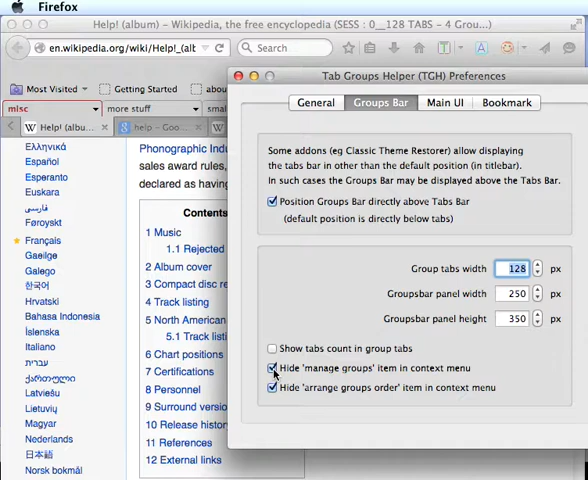 Firefox
Help! (album) – Wikipedia, the free encyclopedia (SESS : 0__128 TABS – 4 Grou...)
en.wikipedia.org/wiki/Help!_(alb
Search
Most Visited
Getting Started
abou
misc
more stuff
smal
Help! (albu...
help – Goo...
Ελληνικά
Español
Esperanto
Euskara
فارسی
Føroyskt
Français
Gaeilge
Galego
한국어
Hrvatski
Bahasa Indonesia
Íslenska
Italiano
עברית
ქართული
Latviešu
Lietuvių
Magyar
Nederlands
日本語
Norsk bokmål
Phonographic Indu
sales award rules,
declared as having
Contents
1 Music
1.1 Rejected
2 Album cover
3 Compact disc re
4 Track listing
5 North American
5.1 Track listi
6 Chart positions
7 Certifications
8 Personnel
9 Surround versio
10 Release history
11 References
12 External links
Tab Groups Helper (TGH) Preferences
General
Groups Bar
Main UI
Bookmark
Some addons (eg Classic Theme Restorer) allow displaying
the tabs bar in other than the default position (in titlebar).
In such cases the Groups Bar may be displayed above the Tabs Bar.
Position Groups Bar directly above Tabs Bar
(default position is directly below tabs)
Group tabs width 128 px
Groupsbar panel width 250 px
Groupsbar panel height 350 px
Show tabs count in group tabs
Hide 'manage groups' item in context menu
Hide 'arrange groups order' item in context menu